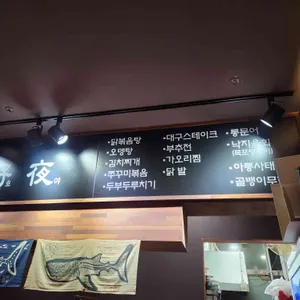 夜야
·닭볶음탕
·오뎅탕
·김치찌개
·쭈꾸미볶음
·두부두루치기
·대구스테이크
·부추전
·가오리찜
·닭발
·통문어
·아롱사태
·골뱅이무